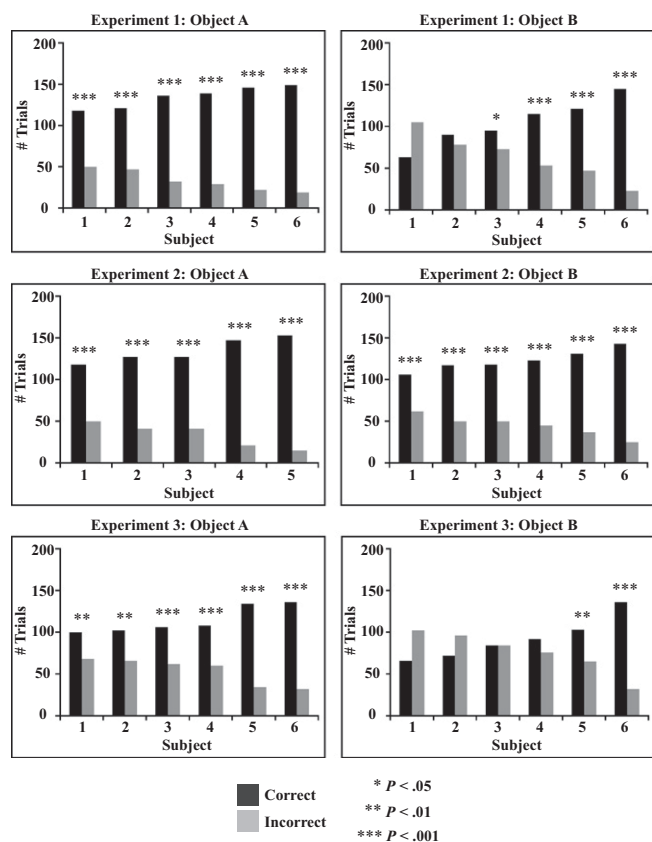 Experiment 1: Object A
# Trials
200
150
100
50
0
*** *** *** *** *** ***
1 2 3 4 5 6
Subject
Experiment 1: Object B
# Trials
200
150
100
50
0
* *** *** ***
1 2 3 4 5 6
Subject
Experiment 2: Object A
# Trials
200
150
100
50
0
*** *** *** *** ***
1 2 3 4 5
Subject
Experiment 2: Object B
# Trials
200
150
100
50
0
*** *** *** *** *** ***
1 2 3 4 5 6
Subject
Experiment 3: Object A
# Trials
200
150
100
50
0
** ** *** *** *** ***
1 2 3 4 5 6
Subject
Experiment 3: Object B
# Trials
200
150
100
50
0
** ***
1 2 3 4 5 6
Subject
Correct
Incorrect
* P < .05
** P < .01
*** P < .001